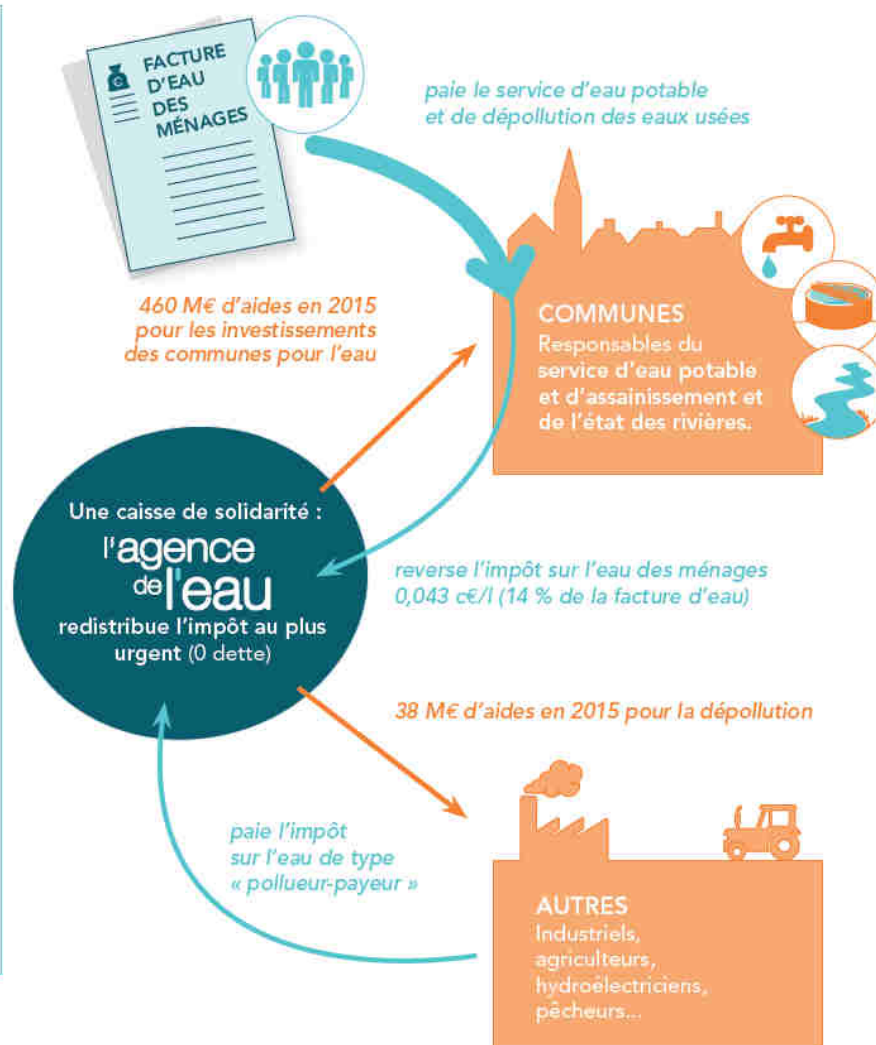 FACTURE
D'EAU
DES
MÉNAGES
€
paie le service d'eau potable
et de dépollution des eaux usées
460 M€ d'aides en 2015
pour les investissements
des communes pour l'eau
COMMUNES
Responsables du
service d'eau potable
et d'assainissement et
de l'état des rivières.
Une caisse de solidarité :
l'agence
de l'eau
redistribue l'impôt au plus
urgent (0 dette)
reverse l'impôt sur l'eau des ménages
0,043 c€/l (14 % de la facture d'eau)
38 M€ d'aides en 2015 pour la dépollution
paie l'impôt
sur l'eau de type
« pollueur-payeur »
AUTRES
Industriels,
agriculteurs,
hydroélectriciens,
pêcheurs...